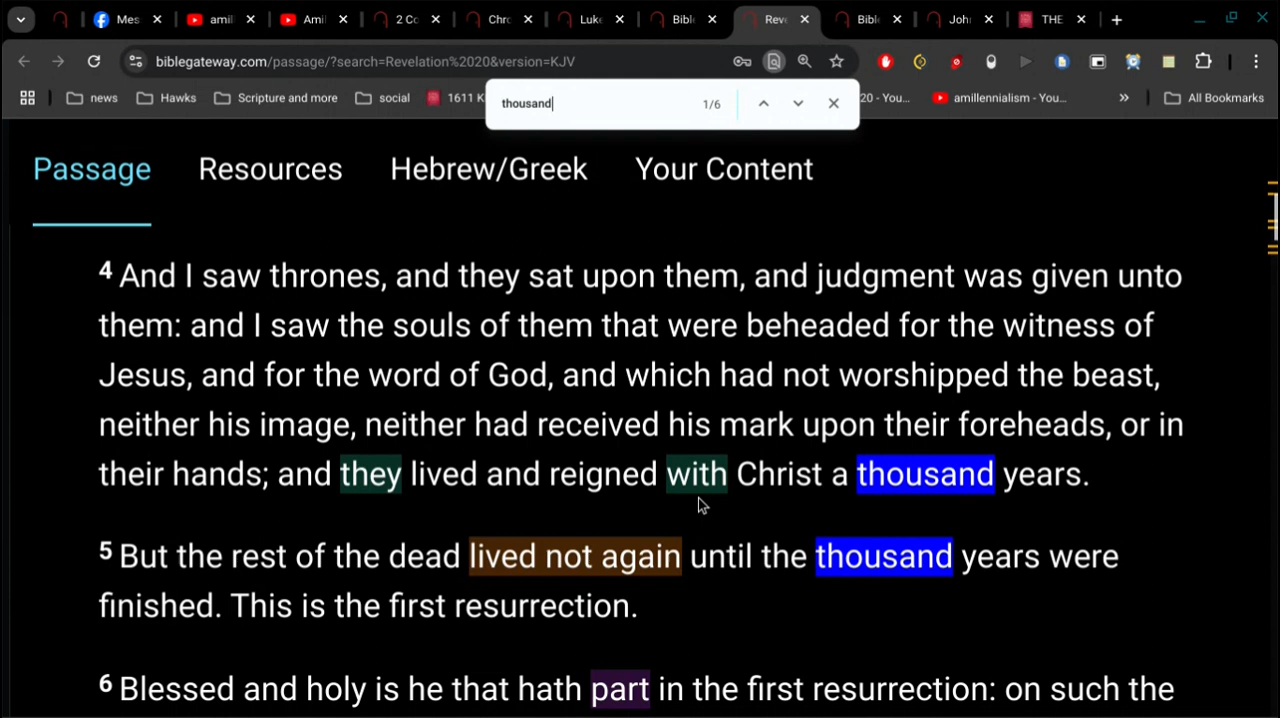 Mes
amil
Ami
2 Co
Chr
Luke
Bibl
Rev
Bibl
Joh
THE
biblegateway.com/passage/?search=Revelation%2020&version=KJV
news
Hawks
Scripture and more
social
1611 K
20 - You...
amillennialism - You...
All Bookmarks
thousand
1/6
Passage
Resources
Hebrew/Greek
Your Content
4 And I saw thrones, and they sat upon them, and judgment was given unto
them: and I saw the souls of them that were beheaded for the witness of
Jesus, and for the word of God, and which had not worshipped the beast,
neither his image, neither had received his mark upon their foreheads, or in
their hands; and they lived and reigned with Christ a thousand years.
5 But the rest of the dead lived not again until the thousand years were
finished. This is the first resurrection.
6 Blessed and holy is he that hath part in the first resurrection: on such the